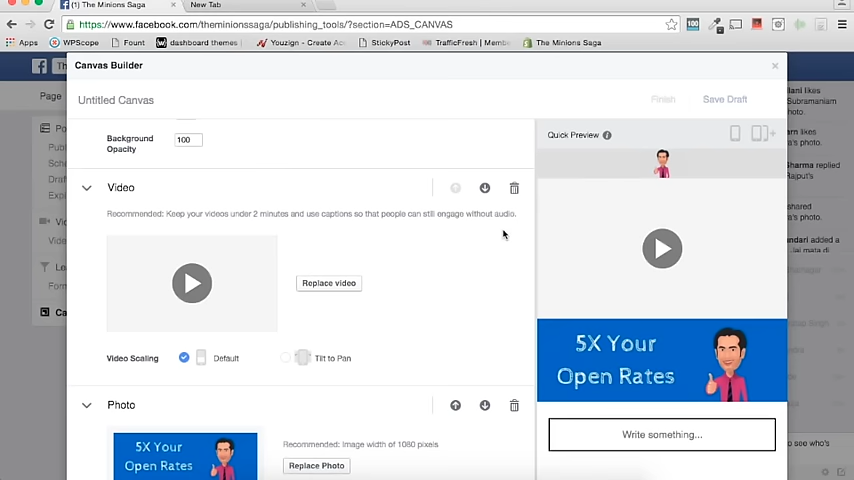 (1) The Minions Saga
New Tab
https://www.facebook.com/theminionssaga/publishing_tools/?section=ADS_CANVAS
100
Apps
WPScope
Fount
dashboard themes
Youzign - Create
StickyPost
TrafficFresh | Membe
The Minions Saga
Canvas Builder
Page
Untitled Canvas
Finish
Save Draft
Background
Opacity
100
Quick Preview
Video
Recommended: Keep your videos under 2 minutes and use captions so that people can still engage without audio.
Replace video
Video Scaling
Default
Tilt to Pan
Photo
5X Your
Open Rates
Recommended: Image width of 1080 pixels
Replace Photo
5X Your
Open Rates
Write something...
likes
Subramaniam
's photo.
likes
's photo.
Sharma replied
Rajput's
shared
's photo.
added a
to see who's